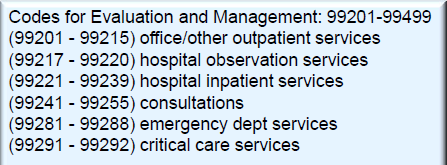 Codes for Evaluation and Management: 99201-99499
(99201 - 99215) office/other outpatient services
(99217 - 99220) hospital observation services
(99221 - 99239) hospital inpatient services
(99241 - 99255) consultations
(99281 - 99288) emergency dept services
(99291 - 99292) critical care services